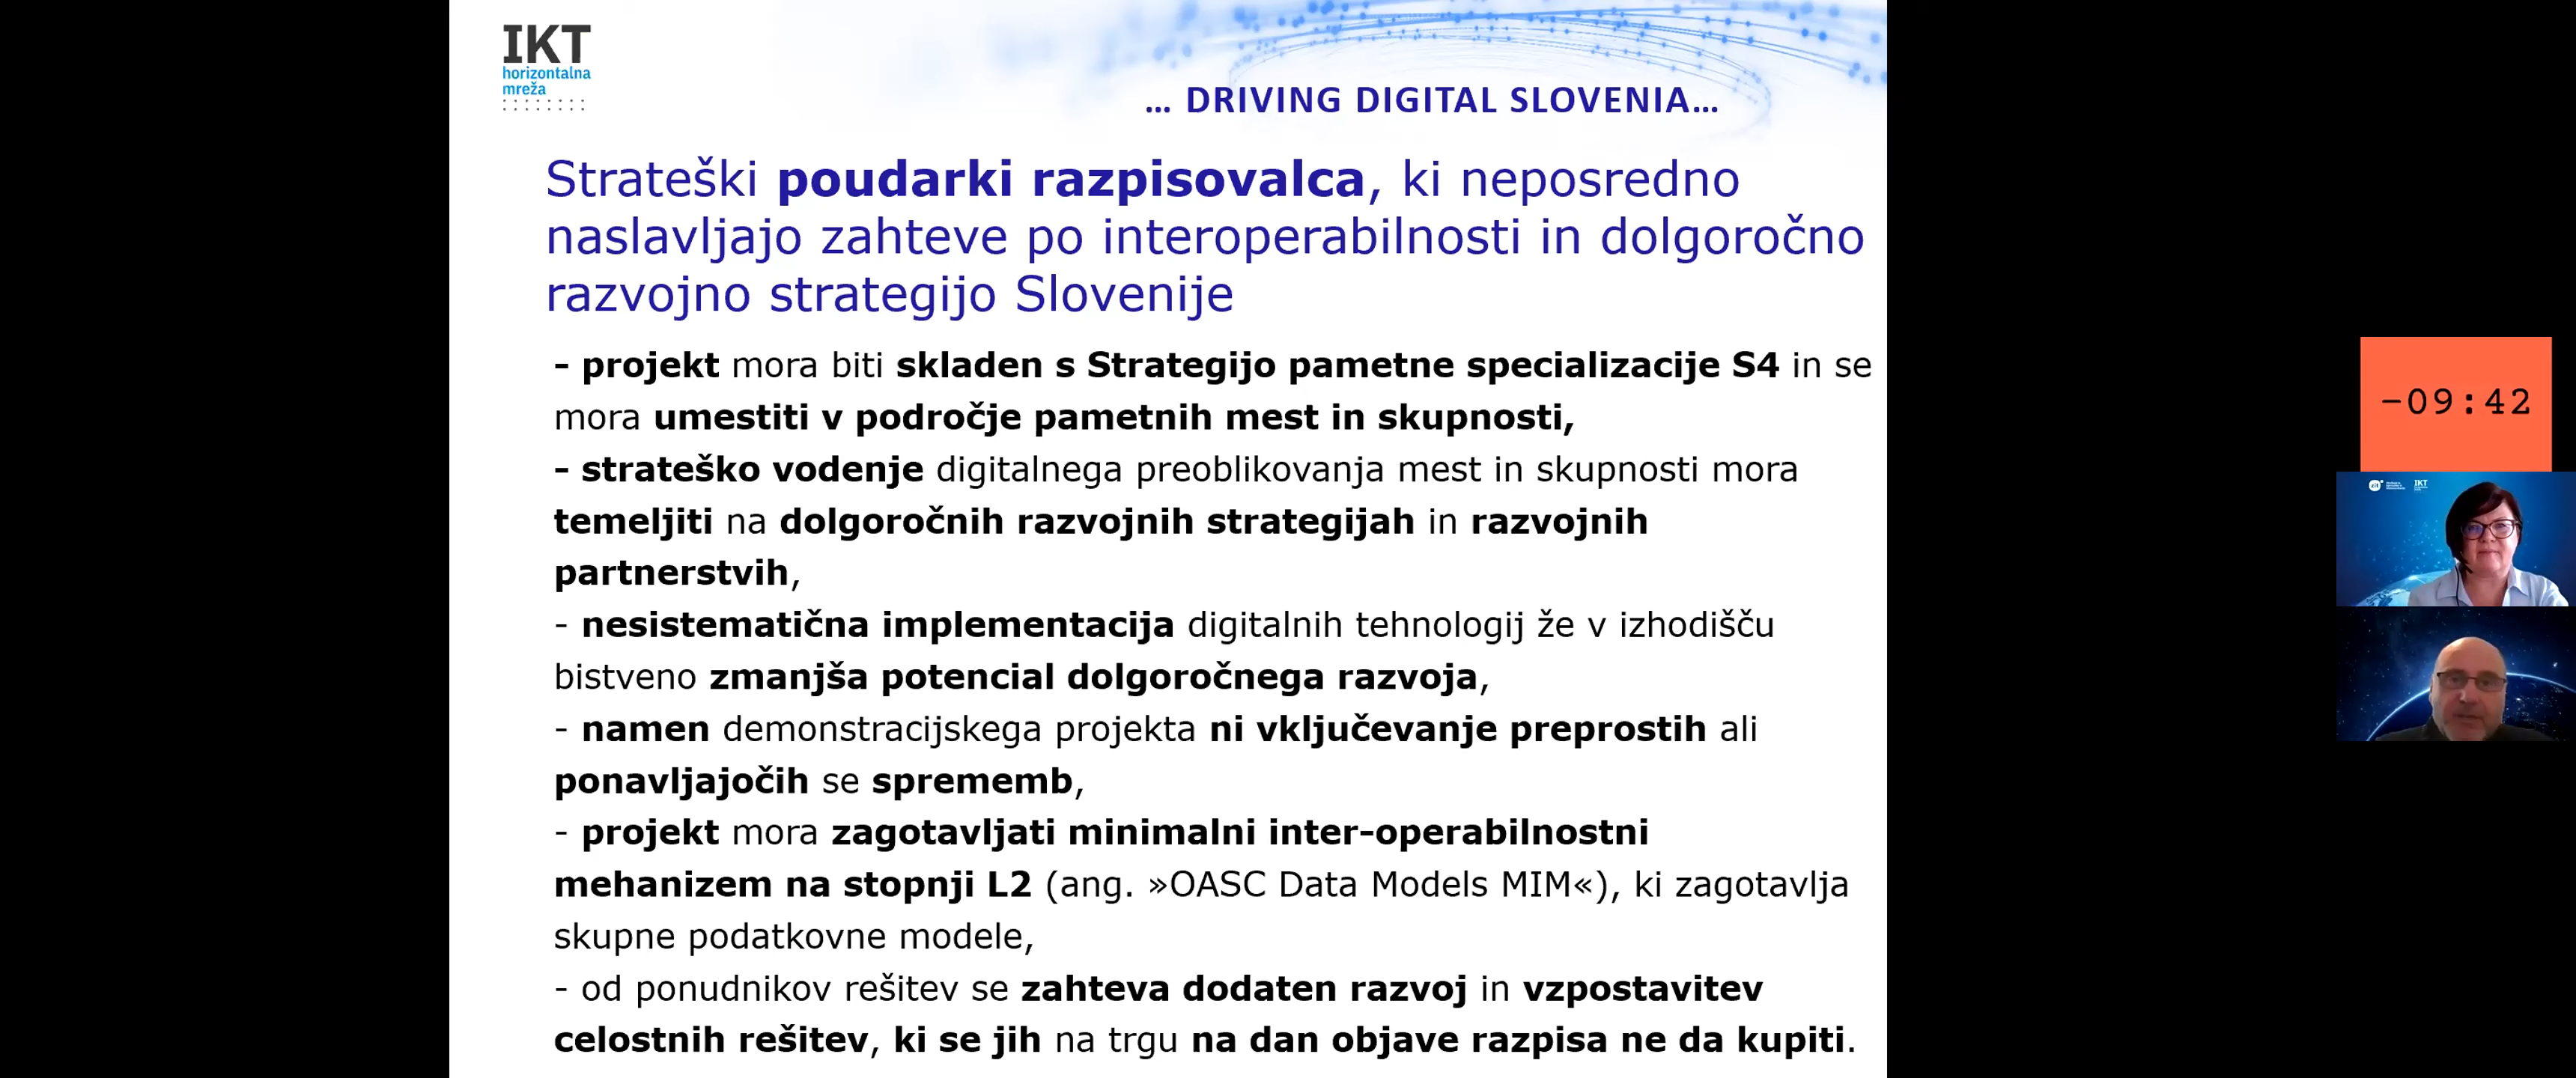 IKT
horizontalna
mreža
... DRIVING DIGITAL SLOVENIA...
Strateški poudarki razpisovalca, ki neposredno
naslavljajo zahteve po interoperabilnosti in dolgoročno
razvojno strategijo Slovenije
- projekt mora biti skladen s Strategijo pametne specializacije S4 in se
mora umestiti v področje pametnih mest in skupnosti,
- strateško vodenje digitalnega preoblikovanja mest in skupnosti mora
temeljiti na dolgoročnih razvojnih strategijah in razvojnih
partnerstvih,
- nesistematična implementacija digitalnih tehnologij že v izhodišču
bistveno zmanjša potencial dolgoročnega razvoja,
- namen demonstracijskega projekta ni vključevanje preprostih ali
ponavljajočih se sprememb,
- projekt mora zagotavljati minimalni inter-operabilnostni
mehanizem na stopnji L2 (ang. »OASC Data Models MIM«), ki zagotavlja
skupne podatkovne modele,
- od ponudnikov rešitev se zahteva dodaten razvoj in vzpostavitev
celostnih rešitev, ki se jih na trgu na dan objave razpisa ne da kupiti.
-09:42
IKT